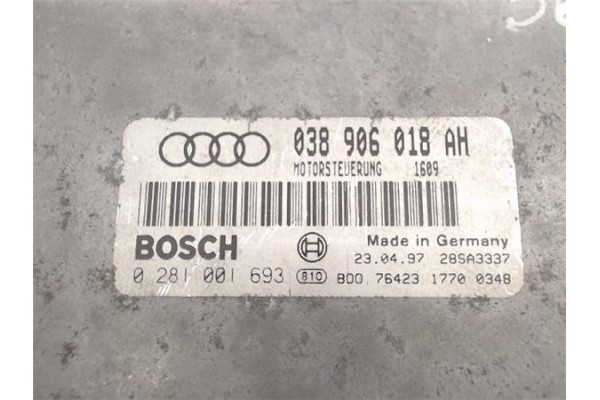 038 906 018 AH
MOTORSTEUERUNG 1609
BOSCH
Made in Germany
23.04.97 28SA3337
0 281 001 693 810 B00 76423 1770 0348